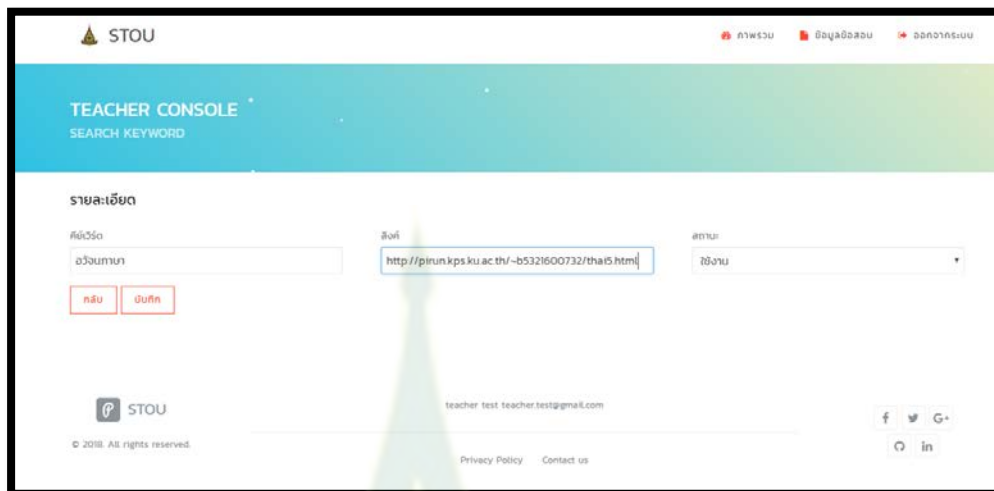 STOU
ภาพรวม ข้อมูลข้อสอบ ออกจากระบบ
TEACHER CONSOLE
SEARCH KEYWORD
รายละเอียด
คีย์เวิร์ด ลิงค์ สถานะ
อวัจนภาษา http://pirun.kps.ku.ac.th/~b5321600732/thai5.html ใช้งาน
กลับ บันทึก
STOU
teacher test teacher.test@gmail.com
© 2018. All rights reserved.
Privacy Policy Contact us